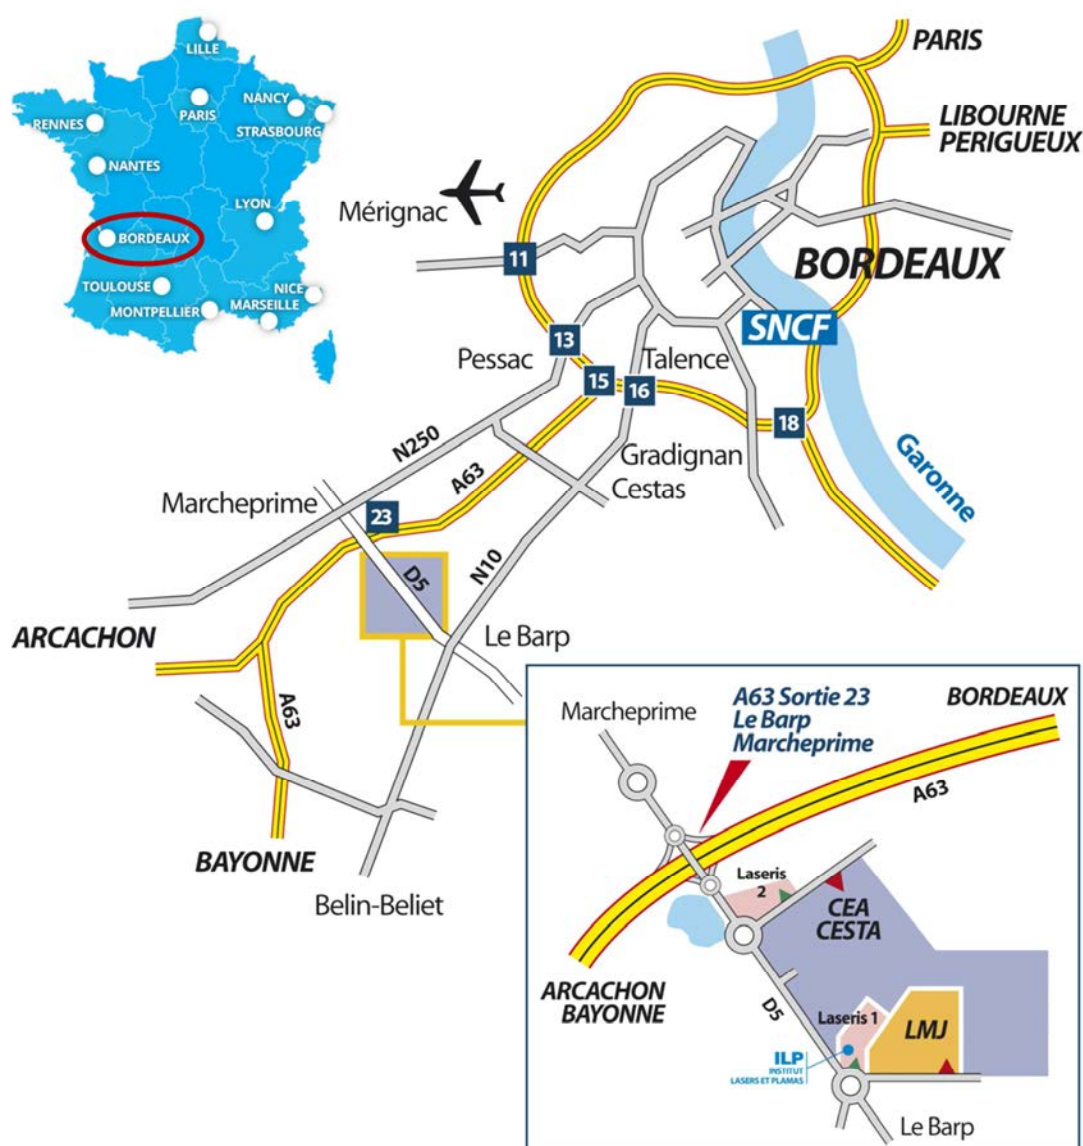 LILLE
PARIS
NANCY
STRASBOURG
RENNES
NANTES
LYON
BORDEAUX
TOULOUSE
MONTPELLIER
NICE
MARSEILLE
PARIS
LIBOURNE
PERIGUEUX
Mérignac
11
BORDEAUX
SNCF
13
Pessac
Talence
15
16
18
N250
A63
Gradignan
Cestas
Garonne
Marcheprime
23
D5
N10
ARCACHON
Le Barp
A63
BAYONNE
Belin-Beliet
Marcheprime
A63 Sortie 23
Le Barp
Marcheprime
BORDEAUX
A63
Laseris
2
CEA
CESTA
ARCACHON
BAYONNE
D5
Laseris 1
LMJ
ILP
INSTITUT
LASERS ET PLAMAS
Le Barp